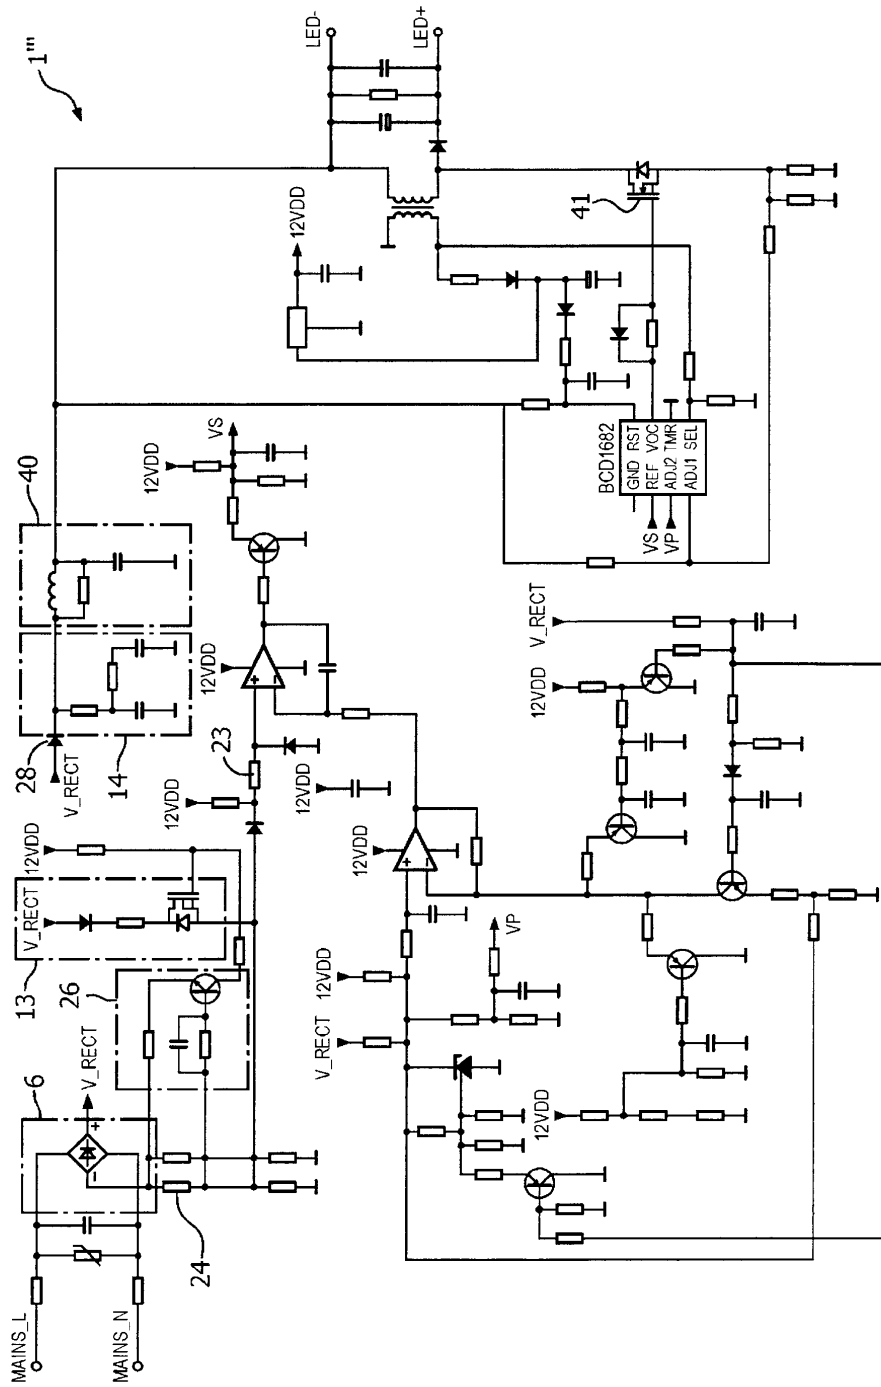 1'''
MAINS_L
MAINS_N
6
V_RECT
+
−
24
26
13
V_RECT
12VDD
28
V_RECT
14
40
12VDD
23
12VDD
12VDD
+
−
12VDD
VS
12VDD
LED-
LED+
41
BCD1682
GND RST
REF VOC
ADJ2 TMR
ADJ1 SEL
VS
VP
V_RECT
12VDD
12VDD
+
−
VP
V_RECT
12VDD
12VDD